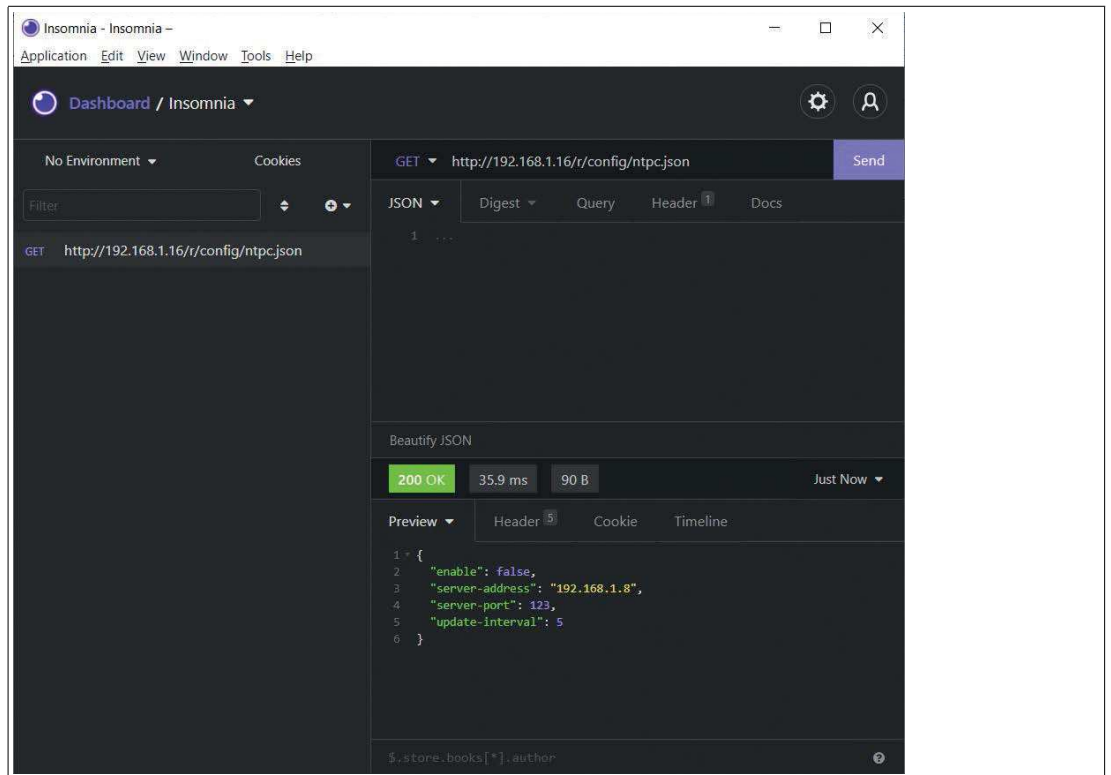 Insomnia - Insomnia –
Application Edit View Window Tools Help
Dashboard / Insomnia
No Environment Cookies
GET http://192.168.1.16/r/config/ntpc.json Send
Filter
JSON Digest Query Header 1 Docs
1 ...
GET http://192.168.1.16/r/config/ntpc.json
Beautify JSON
200 OK 35.9 ms 90 B Just Now
Preview Header 5 Cookie Timeline
1 {
2 "enable": false,
3 "server-address": "192.168.1.8",
4 "server-port": 123,
5 "update-interval": 5
6 }
$.store.books[*].author